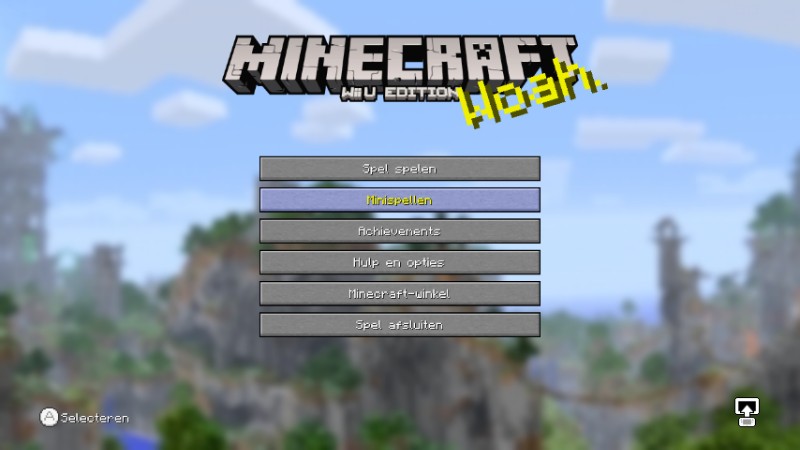 MINECRAFT
Wii U EDITION
Woah.
Spel spelen
Minispellen
Achievements
Hulp en opties
Minecraft-winkel
Spel afsluiten
A Selecteren